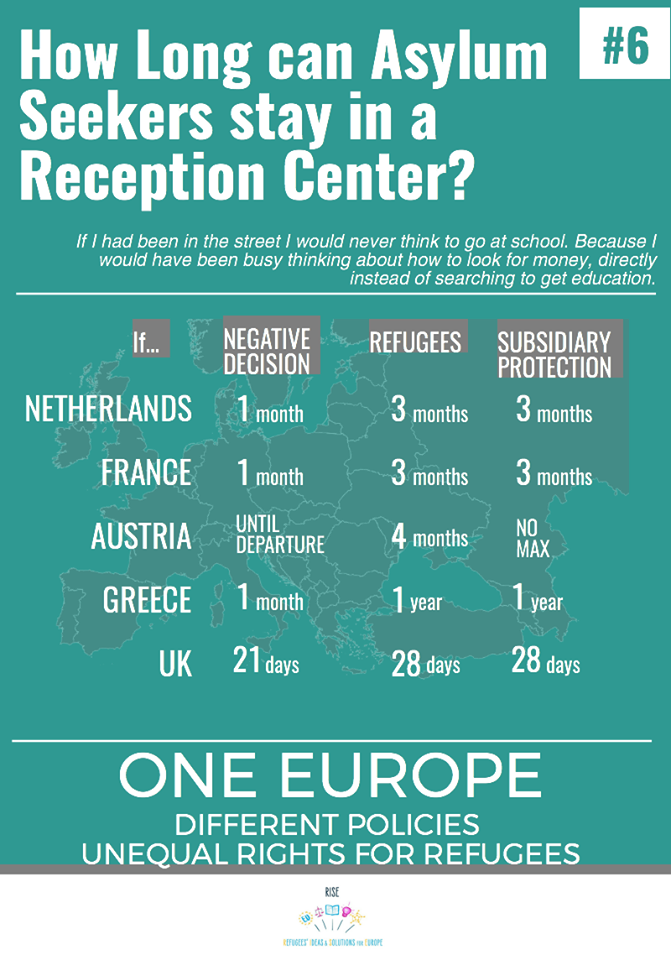 How Long can Asylum
#6
Seekers stay in a
Reception Center?
If I had been in the street I would never think to go at school. Because I
would have been busy thinking about how to look for money, directly
instead of searching to get education.
If... NEGATIVE DECISION REFUGEES SUBSIDIARY PROTECTION
NETHERLANDS 1 month 3 months 3 months
FRANCE 1 month 3 months 3 months
AUSTRIA UNTIL DEPARTURE 4 months NO MAX
GREECE 1 month 1 year 1 year
UK 21 days 28 days 28 days
ONE EUROPE
DIFFERENT POLICIES
UNEQUAL RIGHTS FOR REFUGEES
RISE
EU
REFUGEES' IDEAS & SOLUTIONS FOR EUROPE